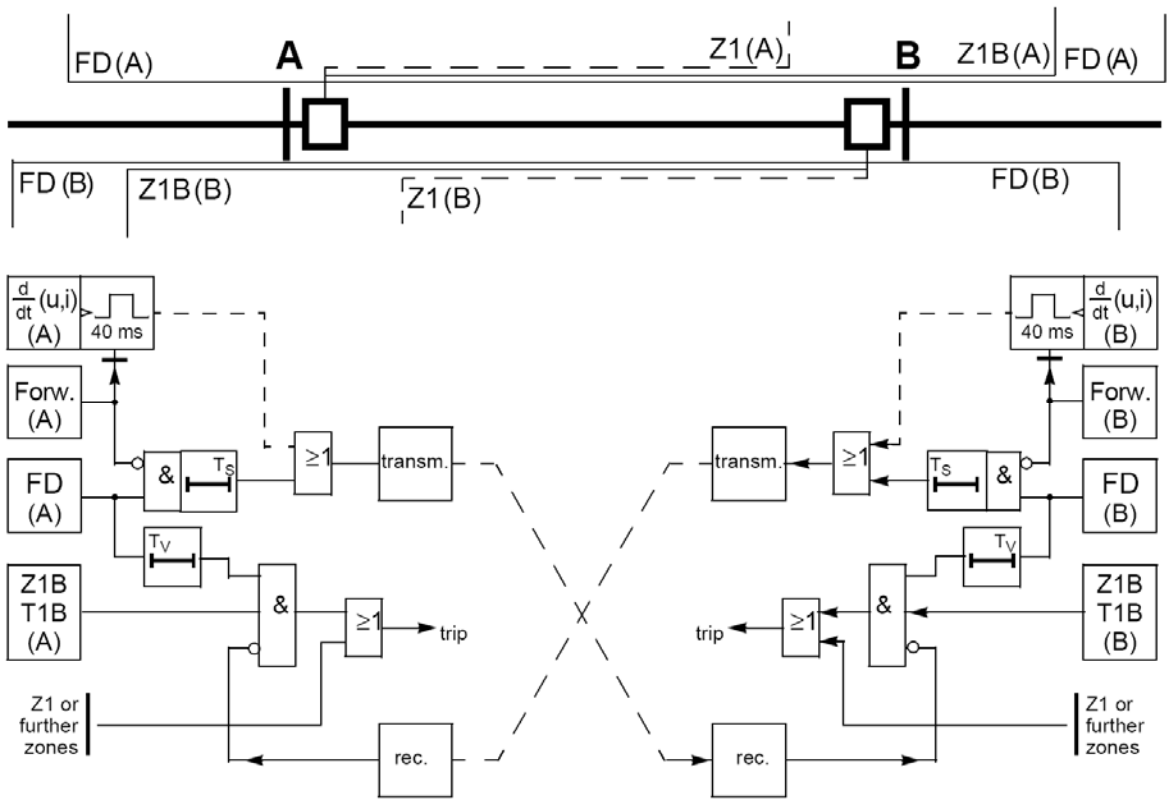 FD(A)
A
Z1(A)
B
Z1B(A)
FD(A)
FD(B)
Z1B(B)
Z1(B)
FD(B)
d/dt (u,i)
(A)
40 ms
d/dt (u,i)
(B)
40 ms
Forw.
(A)
Forw.
(B)
&
TS
≥1
transm.
transm.
≥1
TS
&
FD
(A)
FD
(B)
TV
TV
Z1B
T1B
(A)
&
≥1
trip
trip
≥1
&
Z1B
T1B
(B)
Z1 or
further
zones
rec.
rec.
Z1 or
further
zones